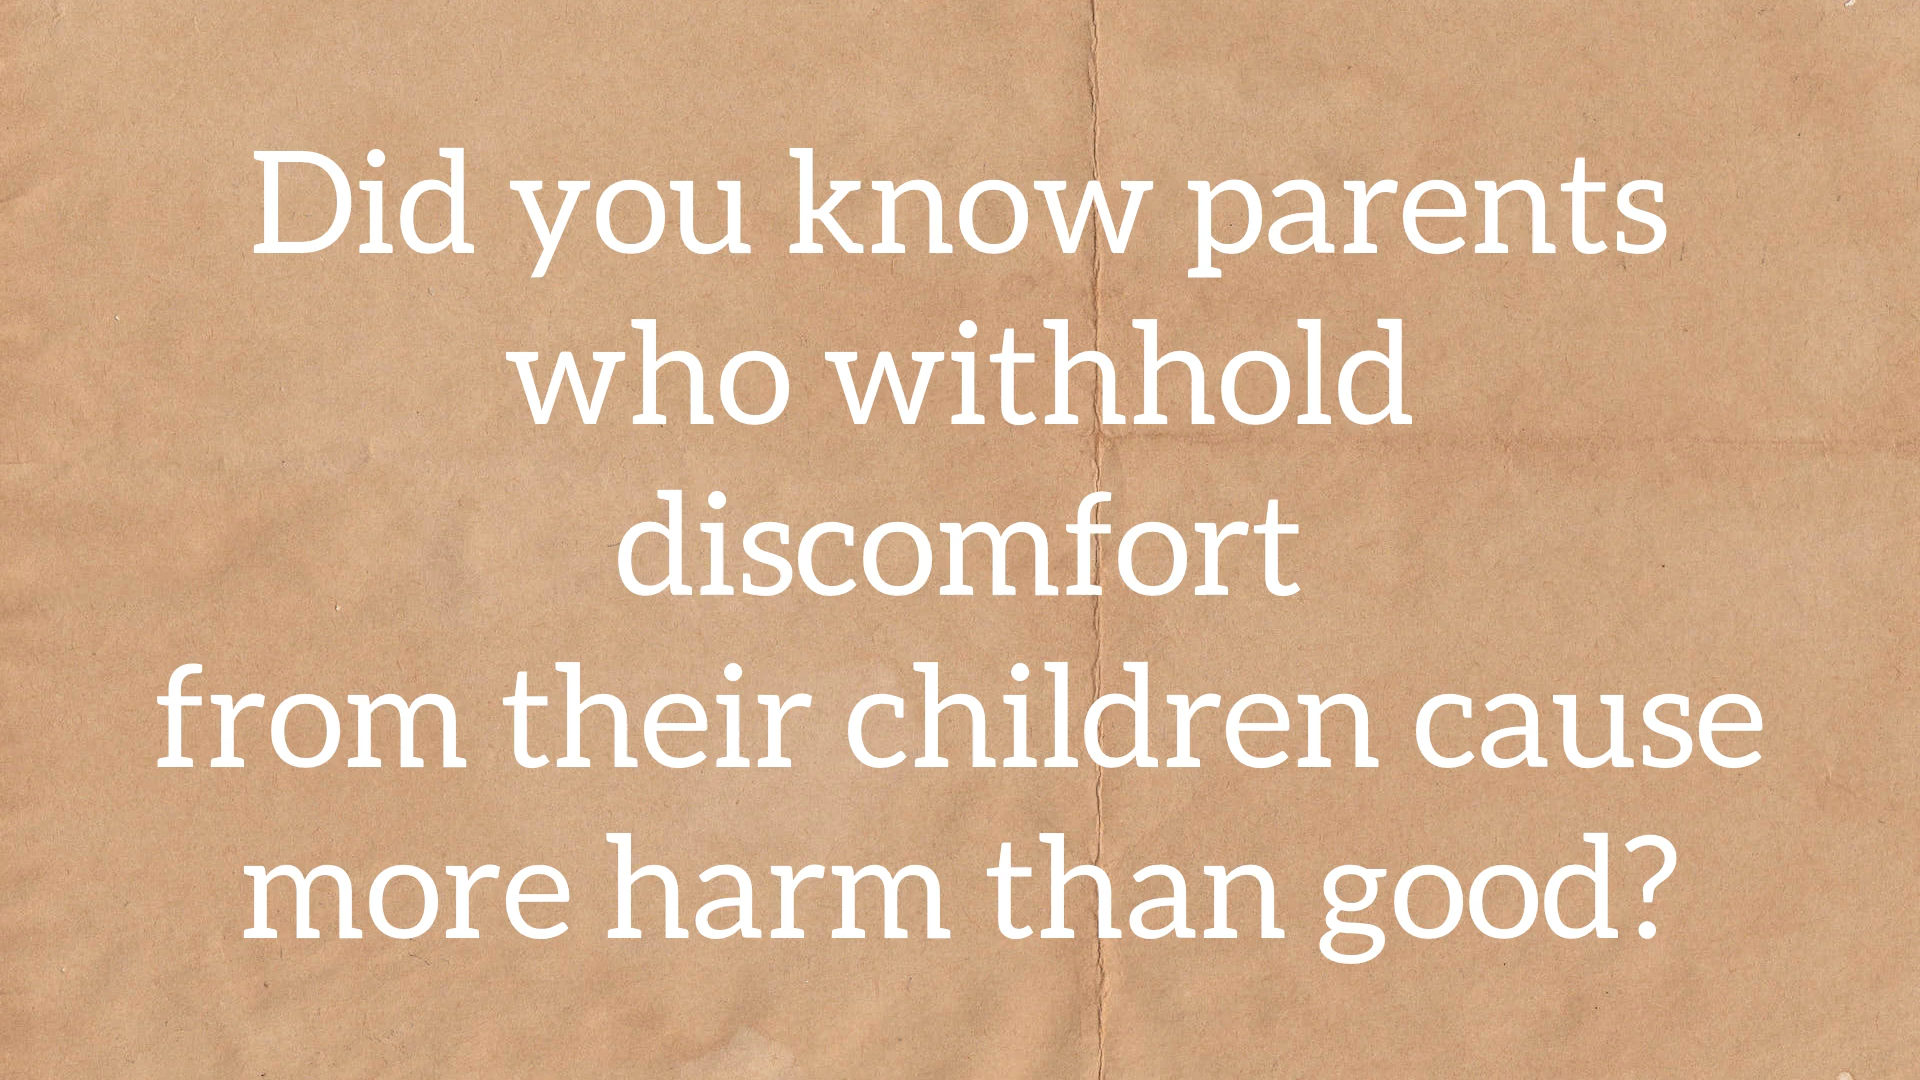 Did you know parents
who withhold
discomfort
from their children cause
more harm than good?